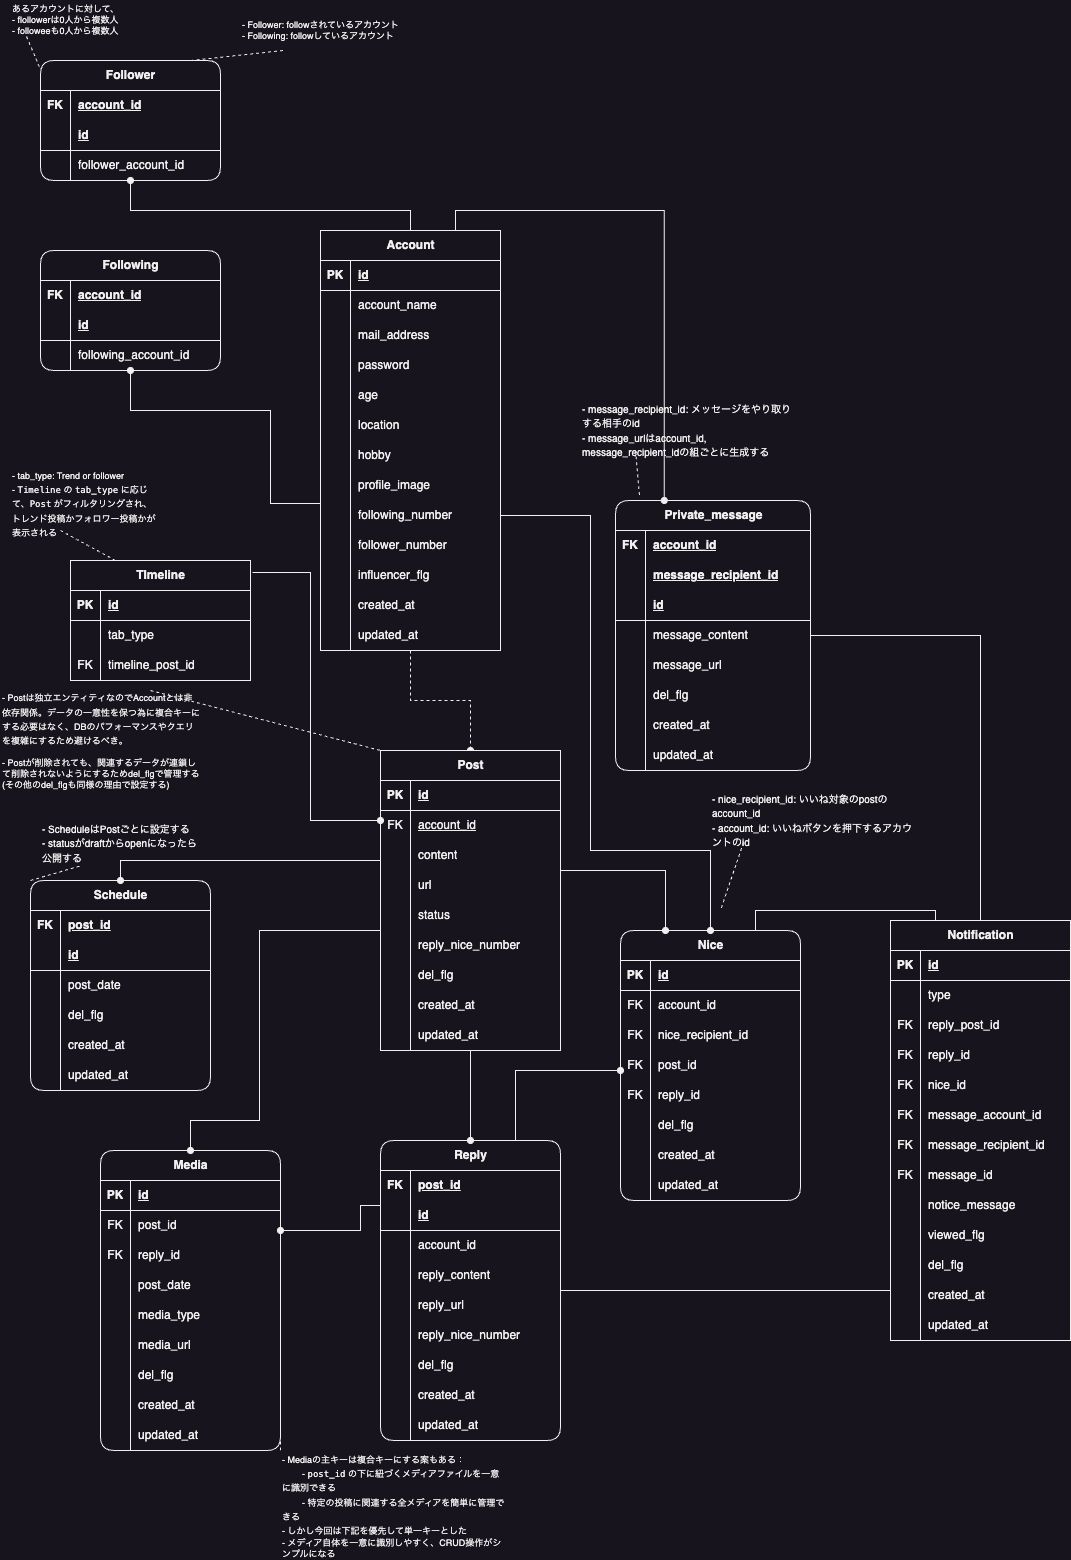 あるアカウントに対して、
- flollowerは0人から複数人
- followeeも0人から複数人
- Follower: followされているアカウント
- Following: followしているアカウント
Follower
FK account_id
id
follower_account_id
Following
FK account_id
id
following_account_id
Account
PK id
account_name
mail_address
password
age
location
hobby
profile_image
following_number
follower_number
influencer_flg
created_at
updated_at
- message_recipient_id: メッセージをやり取り
する相手のid
- message_urlはaccount_id,
message_recipient_idの組ごとに生成する
Private_message
FK account_id
message_recipient_id
id
message_content
message_url
del_flg
created_at
updated_at
- tab_type: Trend or follower
- Timeline の tab_type に応じ
て、Post がフィルタリングされ、
トレンド投稿かフォロワー投稿かが
表示される
TImeline
PK id
tab_type
FK timeline_post_id
- Postは独立エンティティなのでAccountとは非
依存関係。データの一意性を保つ為に複合キーに
する必要はなく、DBのパフォーマンスやクエリ
を複雑にするため避けるべき。
- Postが削除されても、関連するデータが連鎖し
て削除されないようにするためdel_flgで管理する
(その他のdel_flgも同様の理由で設定する)
Post
PK id
FK account_id
content
url
status
reply_nice_number
del_flg
created_at
updated_at
- ScheduleはPostごとに設定する
- statusがdraftからopenになったら
公開する
Schedule
FK post_id
id
post_date
del_flg
created_at
updated_at
- nice_recipient_id: いいね対象のpostの
account_id
- account_id: いいねボタンを押下するアカウ
ントのid
Nice
PK id
FK account_id
FK nice_recipient_id
FK post_id
FK reply_id
del_flg
created_at
updated_at
Notification
PK id
type
FK reply_post_id
FK reply_id
FK nice_id
FK message_account_id
FK message_recipient_id
FK message_id
notice_message
viewed_flg
del_flg
created_at
updated_at
Media
PK id
FK post_id
FK reply_id
post_date
media_type
media_url
del_flg
created_at
updated_at
Reply
FK post_id
id
account_id
reply_content
reply_url
reply_nice_number
del_flg
created_at
updated_at
- Mediaの主キーは複合キーにする案もある：
- post_id の下に紐づくメディアファイルを一意
に識別できる
- 特定の投稿に関連する全メディアを簡単に管理で
きる
- しかし今回は下記を優先して単一キーとした
- メディア自体を一意に識別しやすく、CRUD操作がシ
ンプルになる